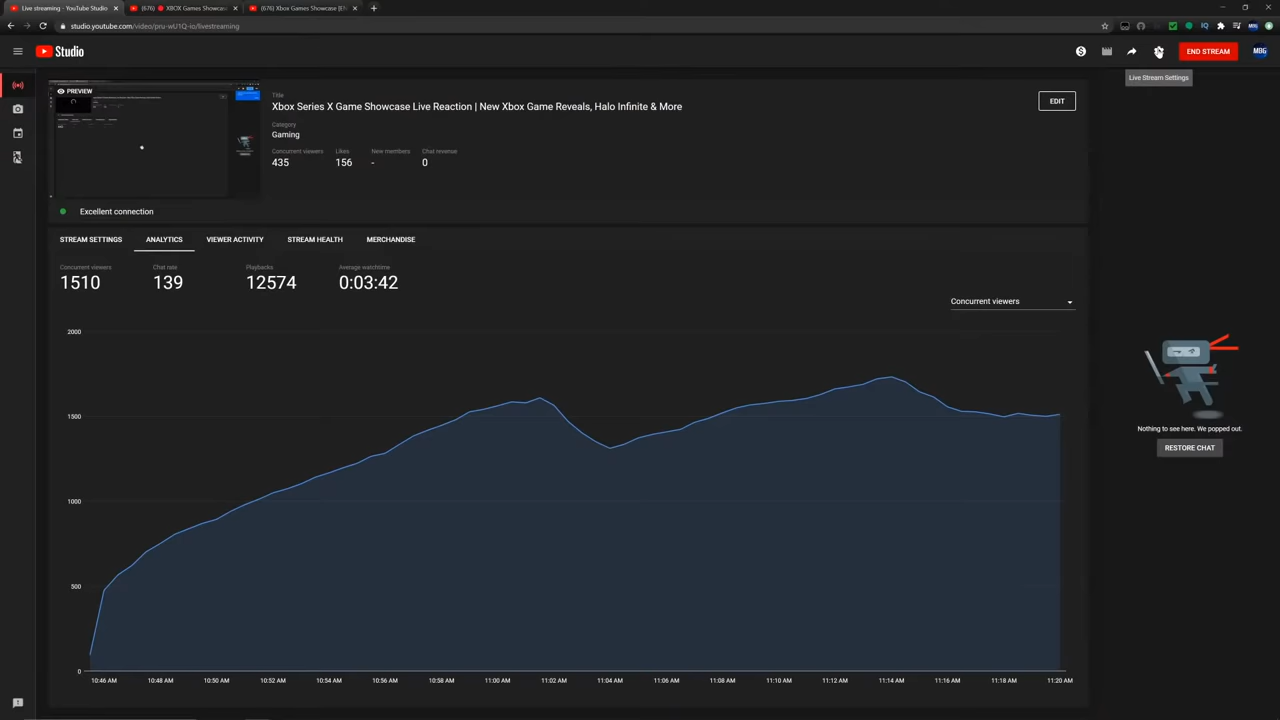 Live streaming - YouTube Studio
(676) 🔴 XBOX Games Showcas
(676) Xbox Games Showcase [EN
studio.youtube.com/video/pru-wU1Q-io/livestreaming
Studio
END STREAM
MBG
Live Stream Settings
PREVIEW
Title
Xbox Series X Game Showcase Live Reaction | New Xbox Game Reveals, Halo Infinite & More
EDIT
Category
Gaming
Concurrent viewers
Likes
New members
Chat revenue
435
156
-
0
Excellent connection
STREAM SETTINGS
ANALYTICS
VIEWER ACTIVITY
STREAM HEALTH
MERCHANDISE
Concurrent viewers
Chat rate
Playbacks
Average watchtime
1510
139
12574
0:03:42
Concurrent viewers
2000
1500
1000
500
0
10:46 AM
10:48 AM
10:50 AM
10:52 AM
10:54 AM
10:56 AM
10:58 AM
11:00 AM
11:02 AM
11:04 AM
11:06 AM
11:08 AM
11:10 AM
11:12 AM
11:14 AM
11:16 AM
11:18 AM
11:20 AM
Nothing to see here. We popped out.
RESTORE CHAT